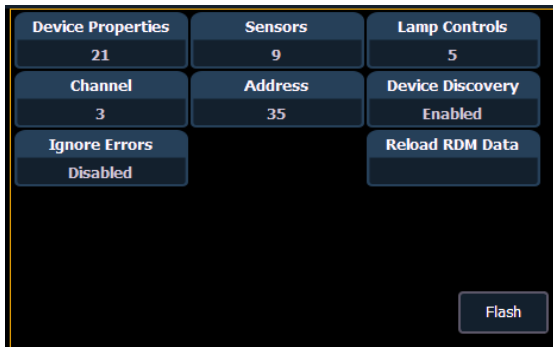 Device Properties Sensors Lamp Controls
21 9 5
Channel Address Device Discovery
3 35 Enabled
Ignore Errors Reload RDM Data
Disabled
Flash